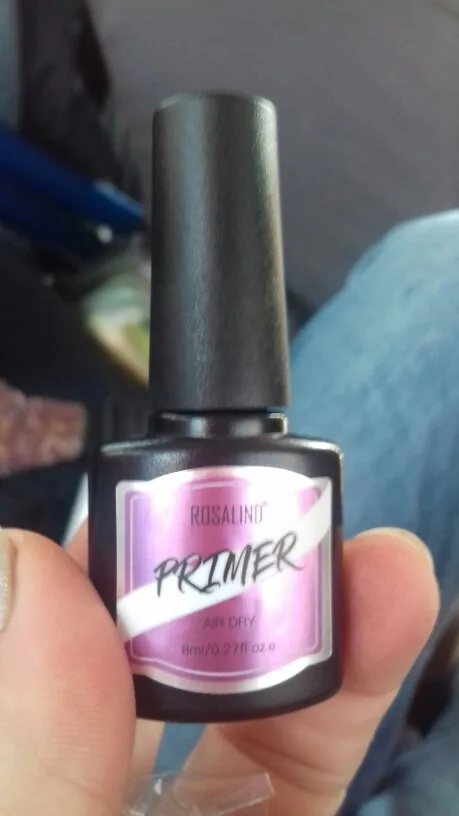 ROSALIND®
PRIMER
AIR DRY
8ml/0.27fl oz.e